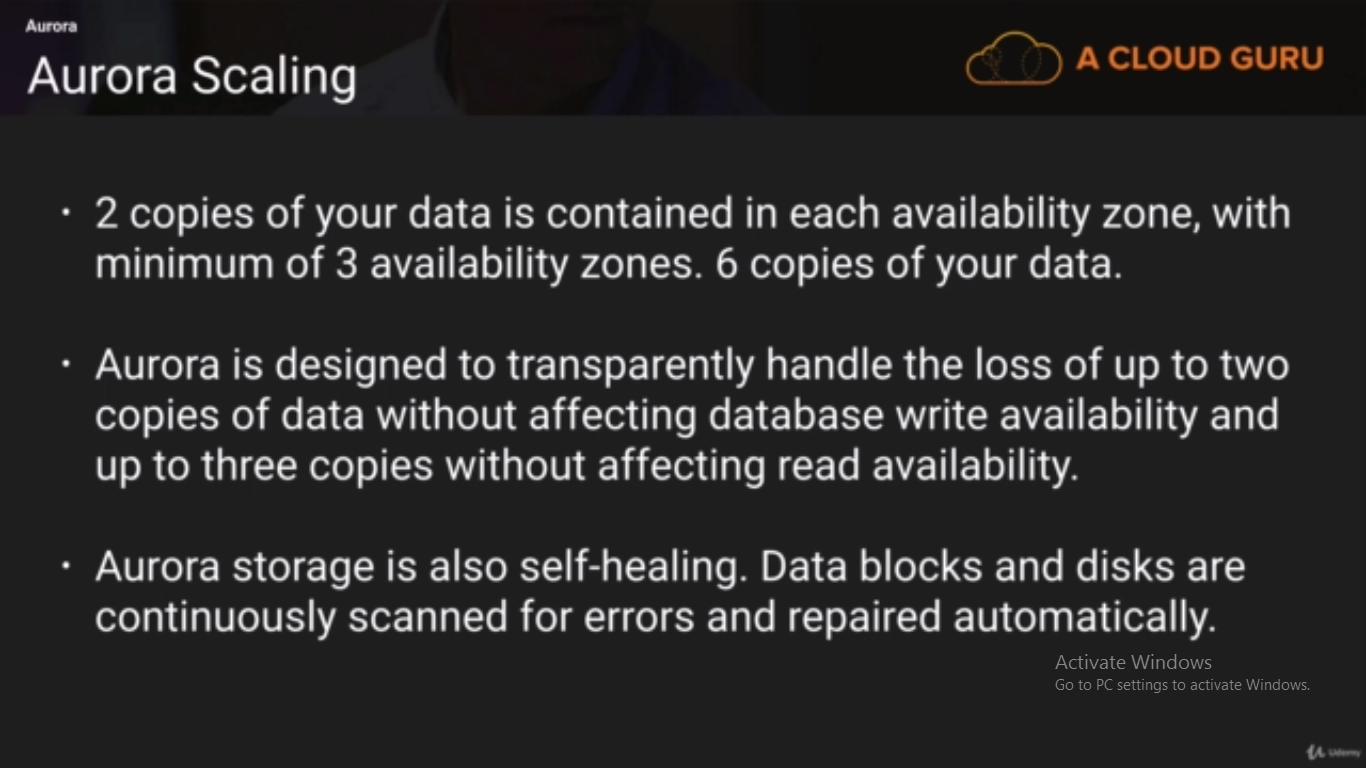 Aurora
Aurora Scaling
A CLOUD GURU
• 2 copies of your data is contained in each availability zone, with
minimum of 3 availability zones. 6 copies of your data.
• Aurora is designed to transparently handle the loss of up to two
copies of data without affecting database write availability and
up to three copies without affecting read availability.
• Aurora storage is also self-healing. Data blocks and disks are
continuously scanned for errors and repaired automatically.
Activate Windows
Go to PC settings to activate Windows.
Udemy